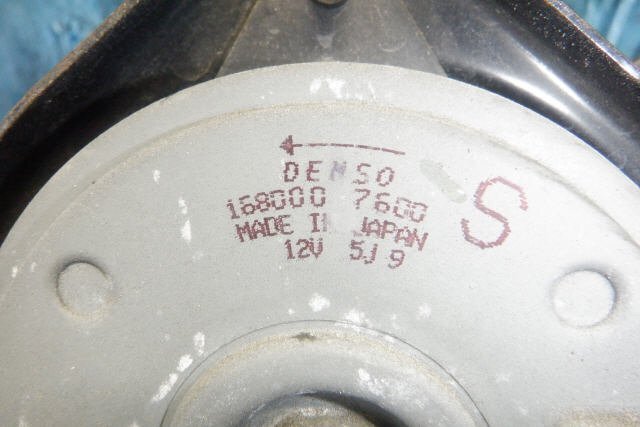 DENSO
168000 7600
MADE IN JAPAN
12V 5J9
S